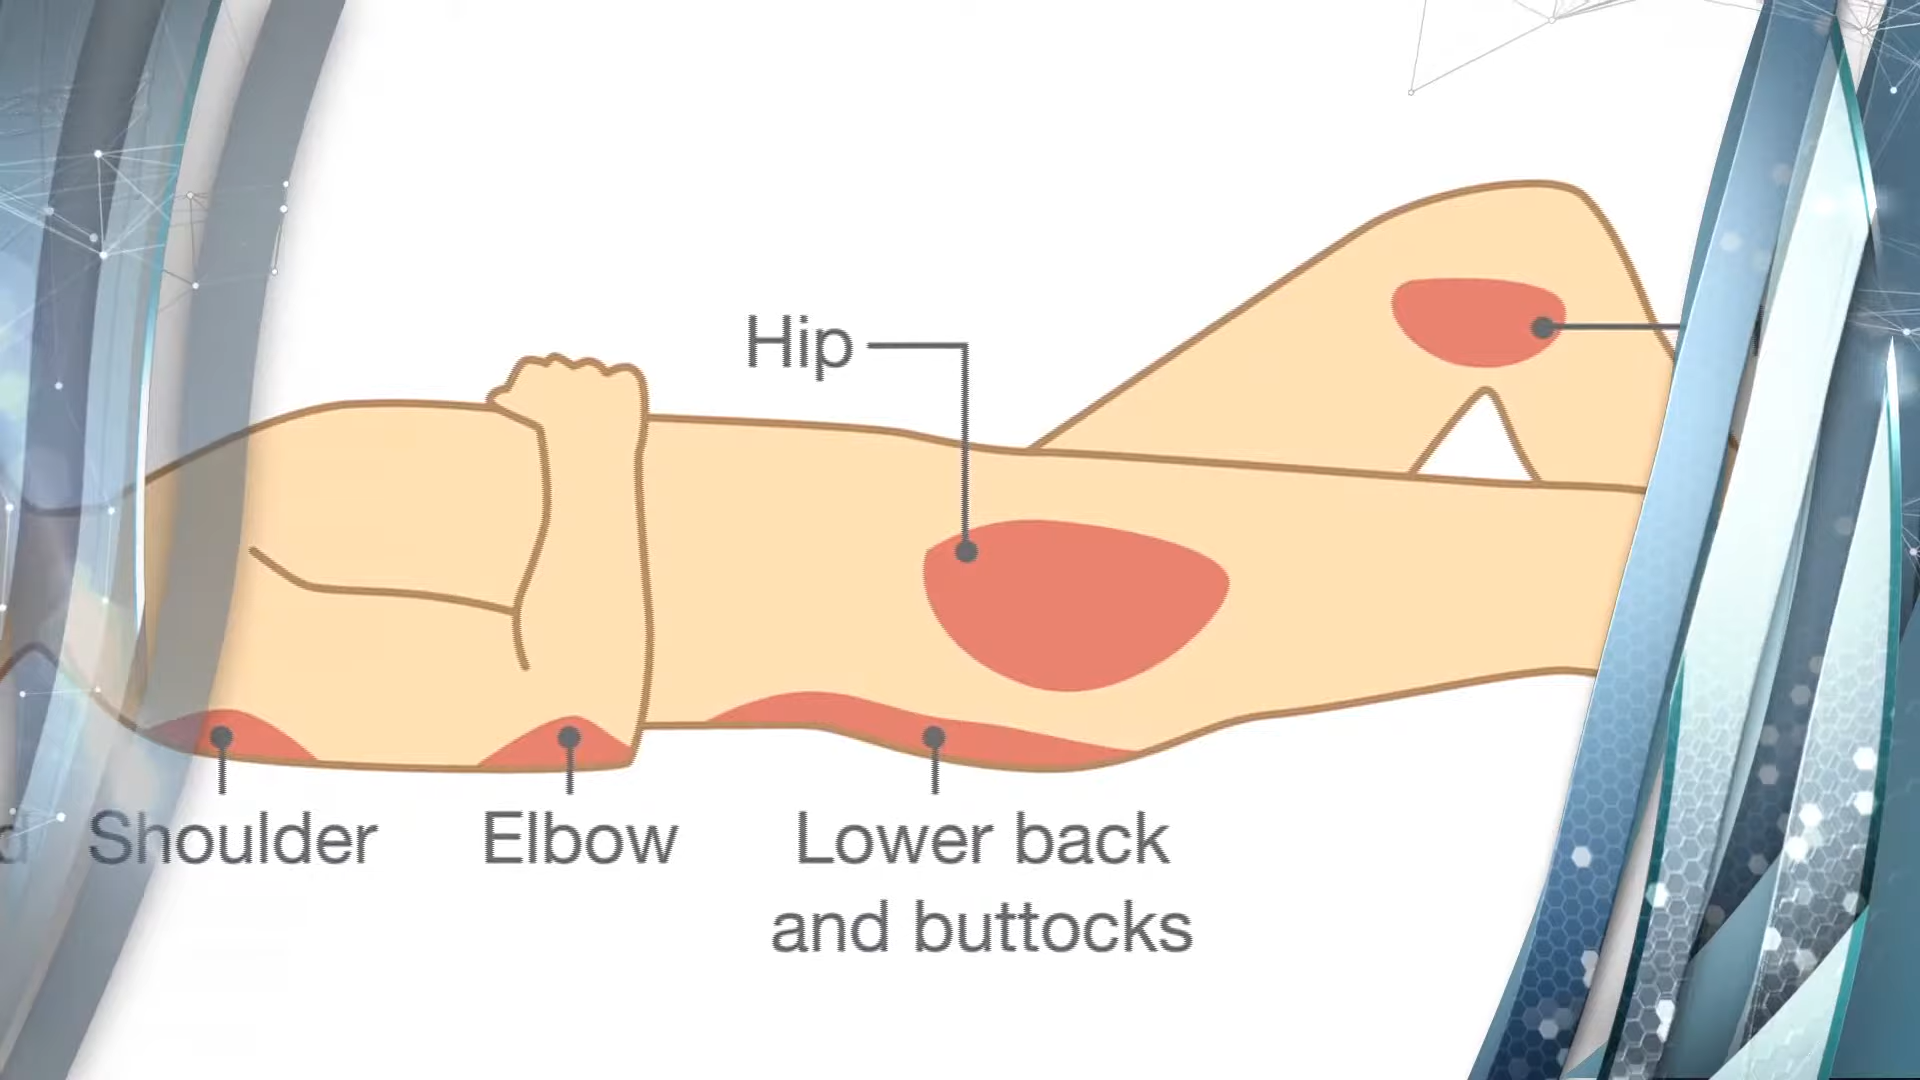 Hip
Shoulder
Elbow
Lower back
and buttocks